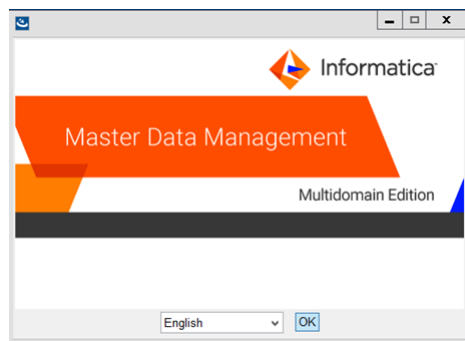 Informatica
Master Data Management
Multidomain Edition
English
OK